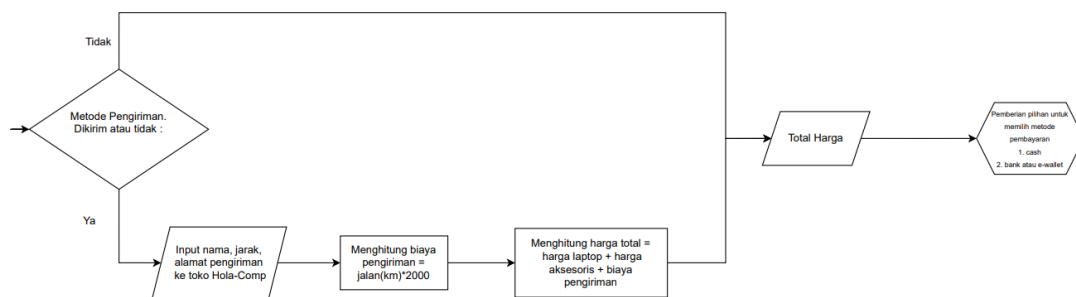 Tidak
Metode Pengiriman.
Dikirim atau tidak :
Ya
Input nama, jarak,
alamat pengiriman
ke toko Hola-Comp
Menghitung biaya
pengiriman =
jalan(km)*2000
Menghitung harga total =
harga laptop + harga
aksesoris + biaya
pengiriman
Total Harga
Pemberian pilihan untuk
memilih metode
pembayaran
1. cash
2. bank atau e-wallet